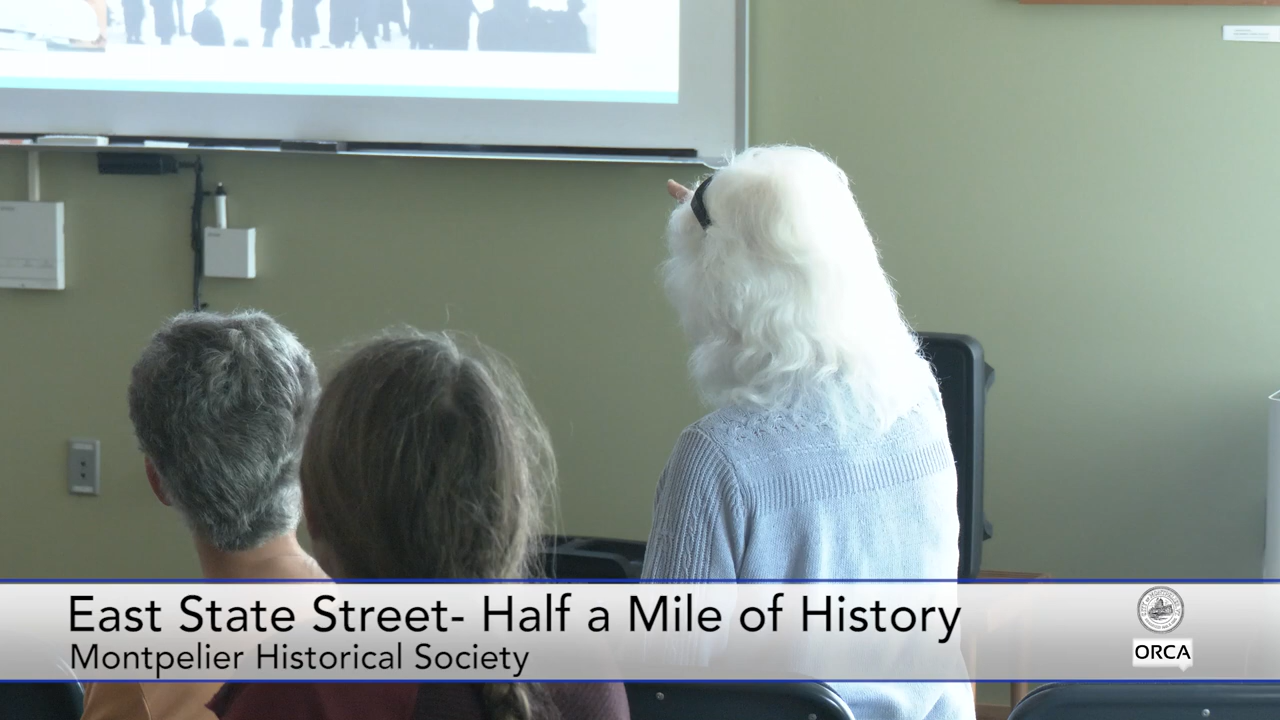 East State Street- Half a Mile of History
Montpelier Historical Society
ORCA